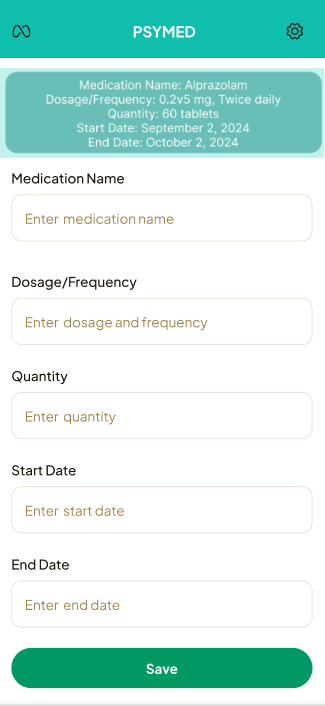 PSYMED
Medication Name: Alprazolam
Dosage/Frequency: 0.2v5 mg, Twice daily
Quantity: 60 tablets
Start Date: September 2, 2024
End Date: October 2, 2024
Medication Name
Enter medication name
Dosage/Frequency
Enter dosage and frequency
Quantity
Enter quantity
Start Date
Enter start date
End Date
Enter end date
Save